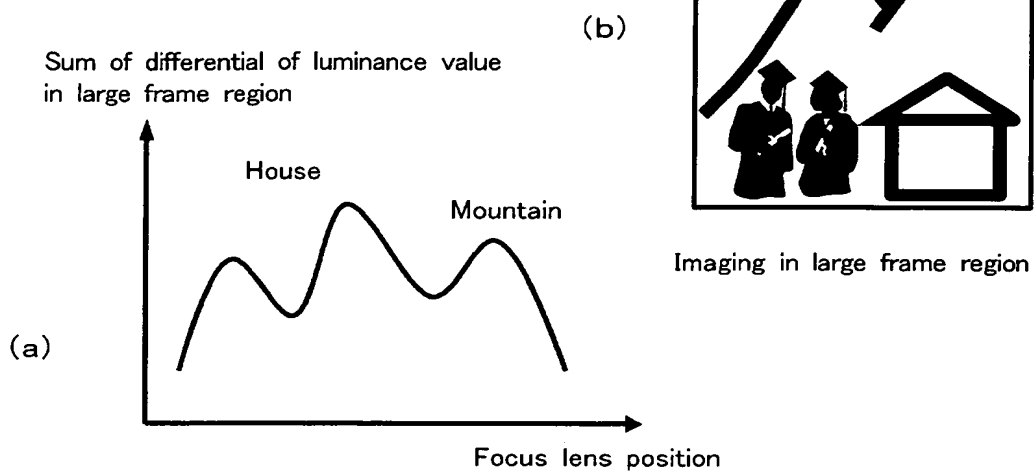 (b)
Sum of differential of luminance value
in large frame region
House
Mountain
Imaging in large frame region
(a)
Focus lens position